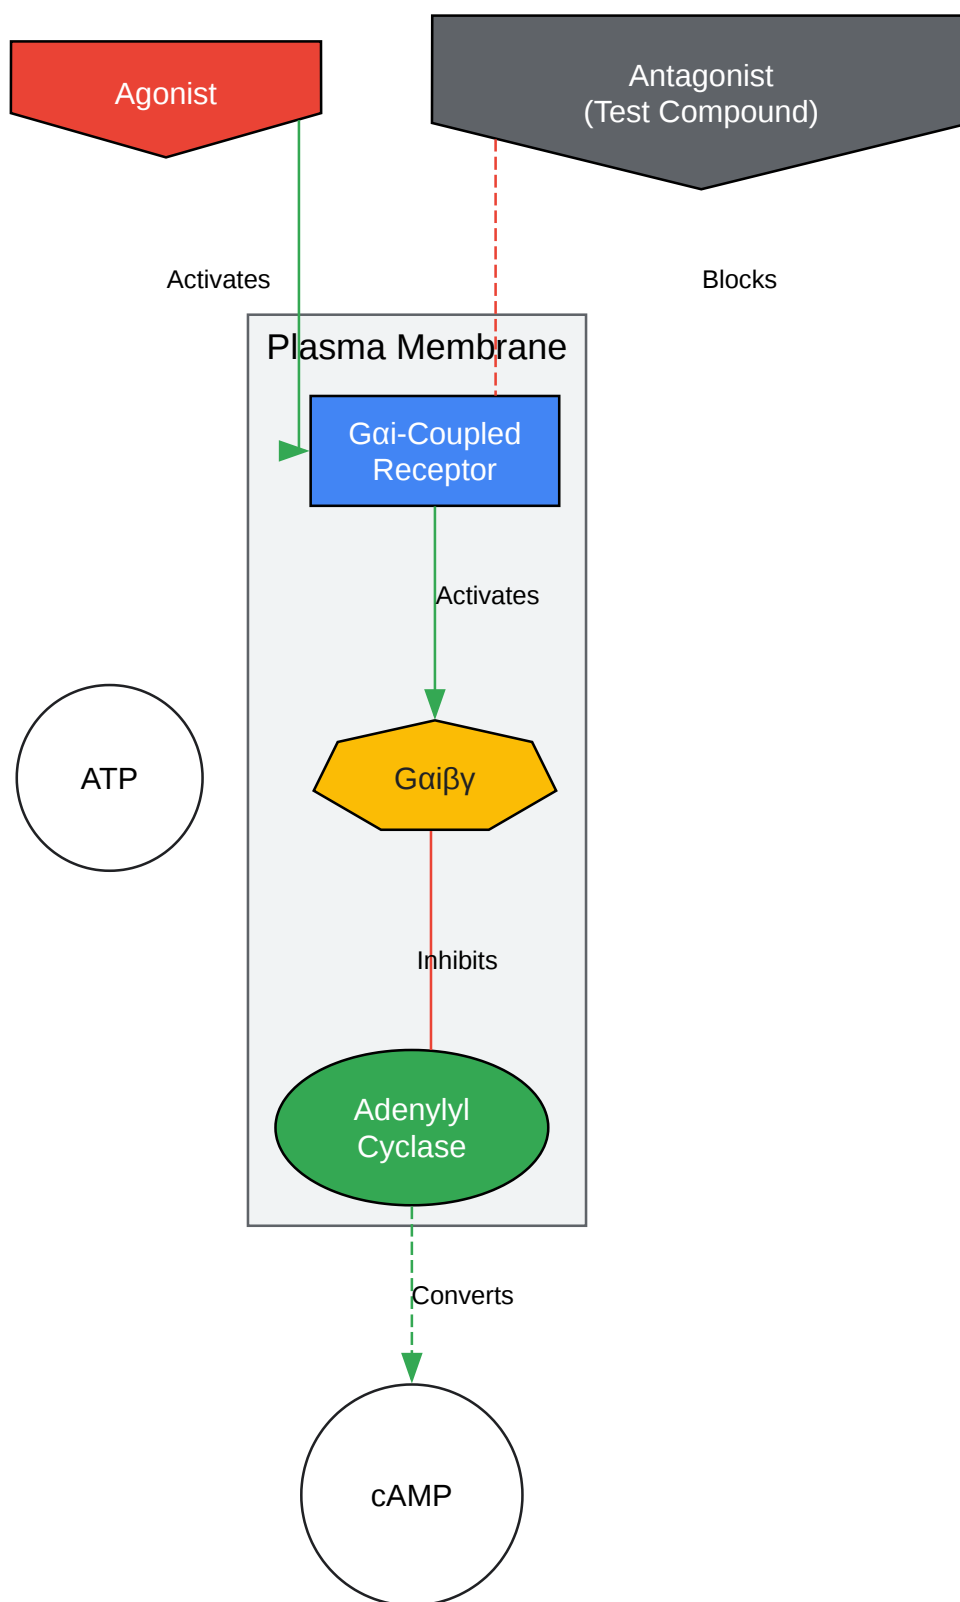 Agonist
Antagonist
(Test Compound)
Activates
Blocks
Plasma Membrane
Gαi-Coupled
Receptor
Activates
ATP
Gαiβγ
Inhibits
Adenylyl
Cyclase
Converts
cAMP